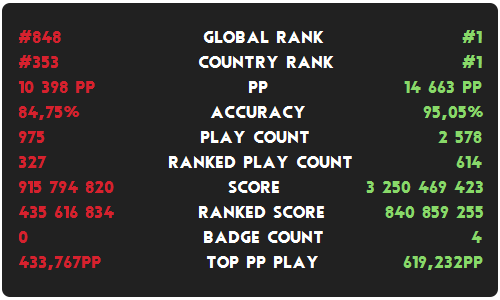 #848 GLOBAL RANK #1
#353 COUNTRY RANK #1
10 398 PP PP 14 663 PP
84,75% ACCURACY 95,05%
975 PLAY COUNT 2 578
327 RANKED PLAY COUNT 614
915 794 820 SCORE 3 250 469 423
435 616 834 RANKED SCORE 840 859 255
0 BADGE COUNT 4
433,767PP TOP PP PLAY 619,232PP